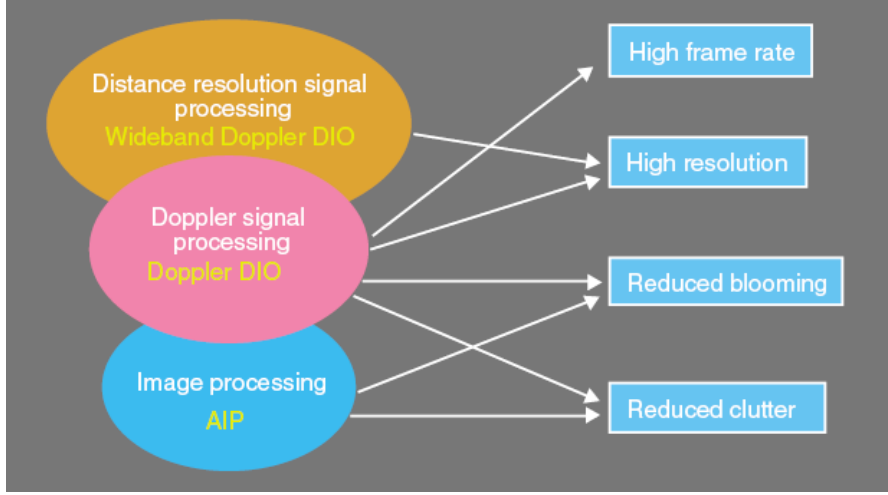 Distance resolution signal
processing
Wideband Doppler DIO
Doppler signal
processing
Doppler DIO
Image processing
AIP
High frame rate
High resolution
Reduced blooming
Reduced clutter